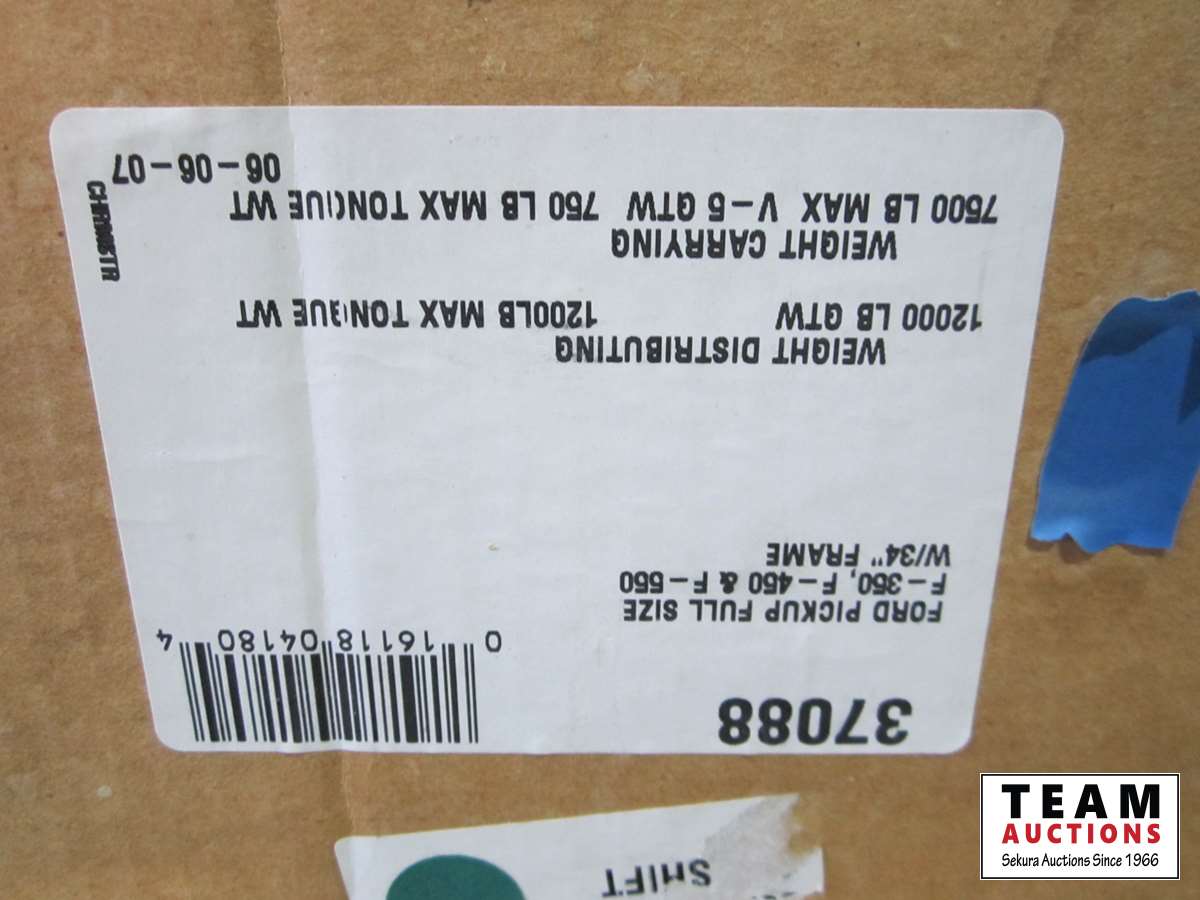 37088
0 16118 04180 4
FORD PICKUP FULL SIZE
F-350, F-450 & F-550
W/34" FRAME
WEIGHT DISTRIBUTING
12000 LB GTW 1200LB MAX TONGUE WT
WEIGHT CARRYING
7500 LB MAX V-5 GTW 750 LB MAX TONGUE WT
06-06-07
SHIFT
TEAM
AUCTIONS
Sekura Auctions Since 1966